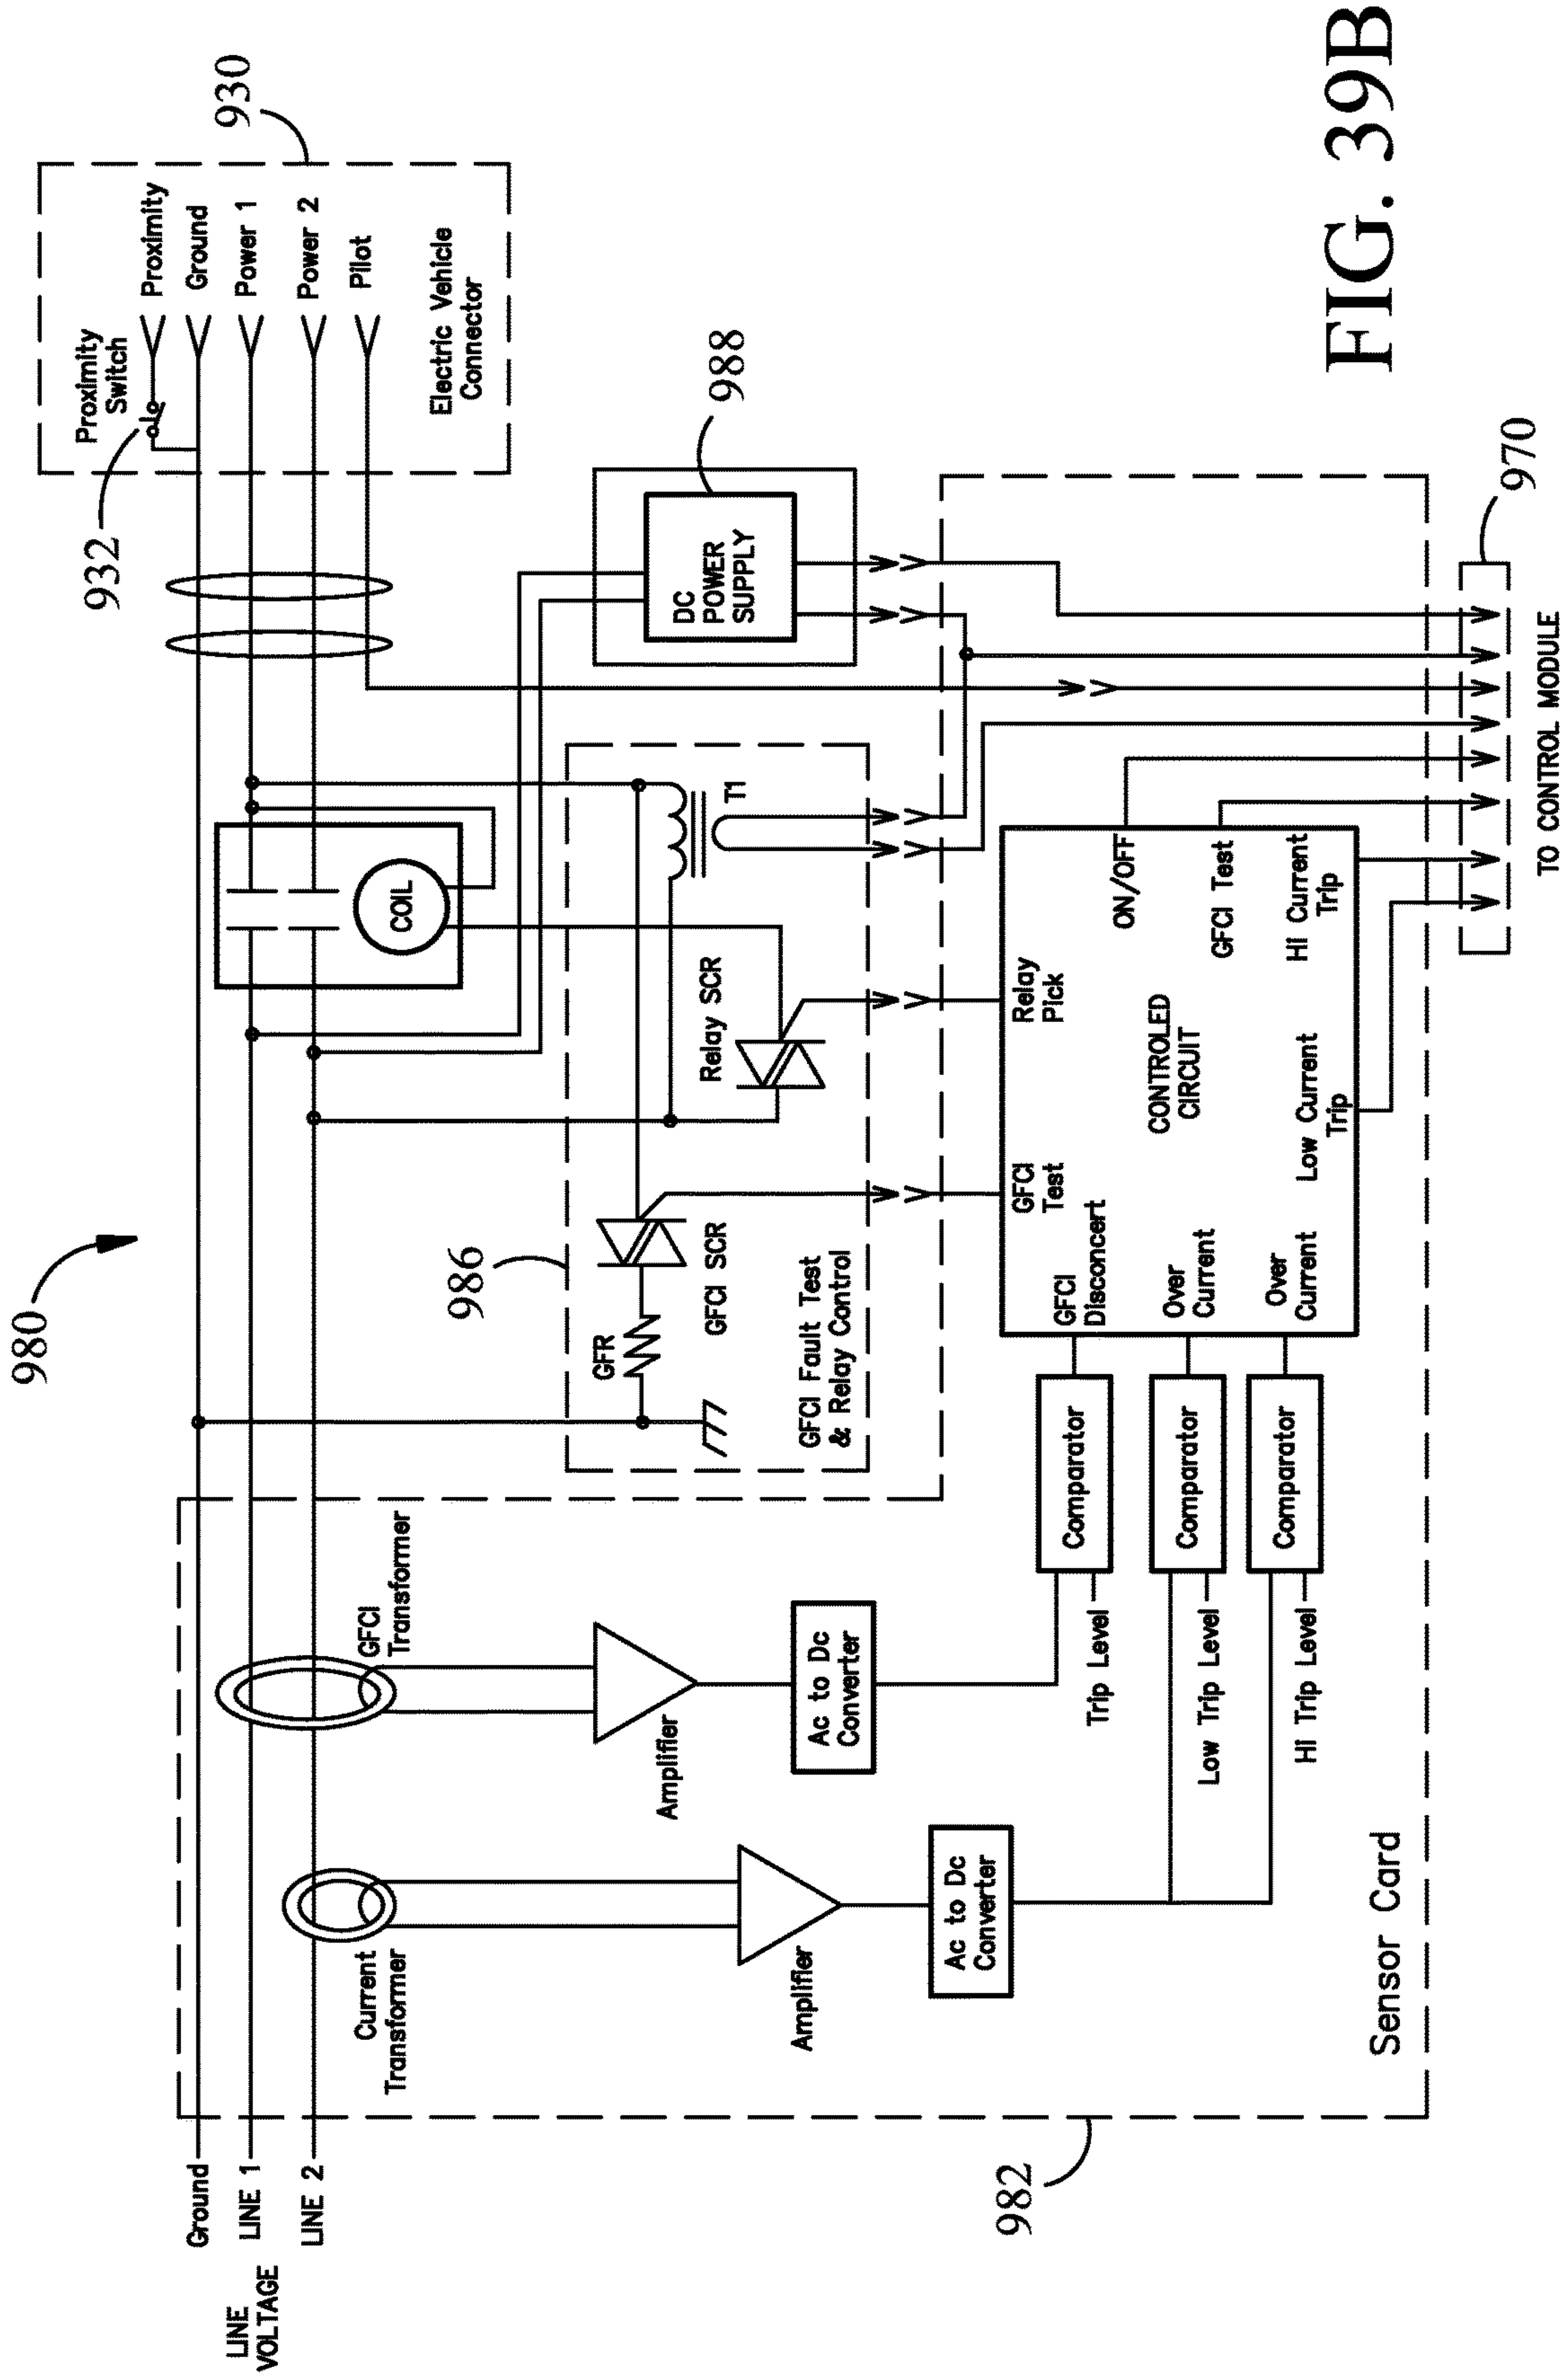 980
930
932
Proximity
Switch
Proximity
Ground
Power 1
Power 2
Pilot
Electric Vehicle
Connector
Ground
LINE
VOLTAGE
LINE 1
LINE 2
Current
Transformer
GFCI
Transformer
COIL
986
GFR
GFCI SCR
Relay SCR
T1
GFCI Fault Test
& Relay Control
988
DC
POWER
SUPPLY
Amplifier
Amplifier
Ac to Dc
Converter
Ac to Dc
Converter
Trip Level
Low Trip Level
Hi Trip Level
Comparator
Comparator
Comparator
GFCI
Disconcert
Over
Current
Over
Current
GFCI
Test
Relay
Pick
CONTROLED
CIRCUIT
ON/OFF
GFCI Test
Hi Current
Trip
Low Current
Trip
982
Sensor Card
970
TO CONTROL MODULE
FIG. 39B